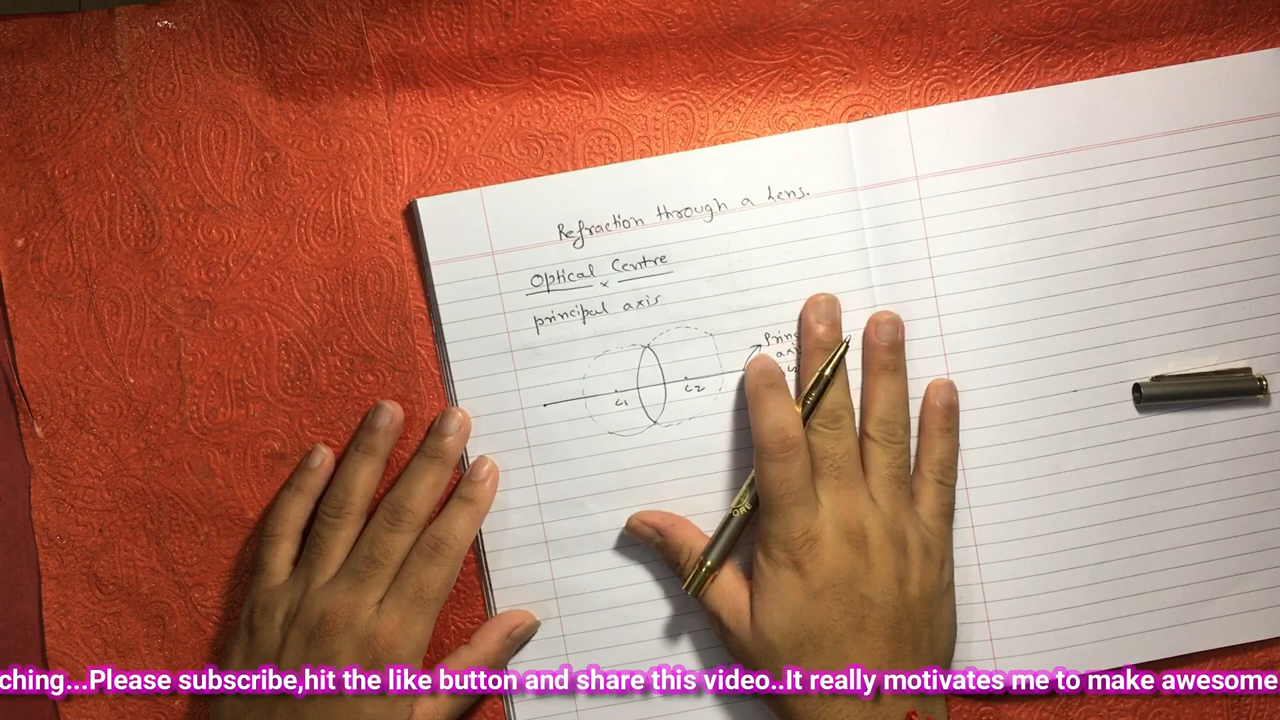 Refraction through a Lens.
Optical Centre
x
principal axis
C1
C2
ching...Please subscribe,hit the like button and share this video..It really motivates me to make awesome